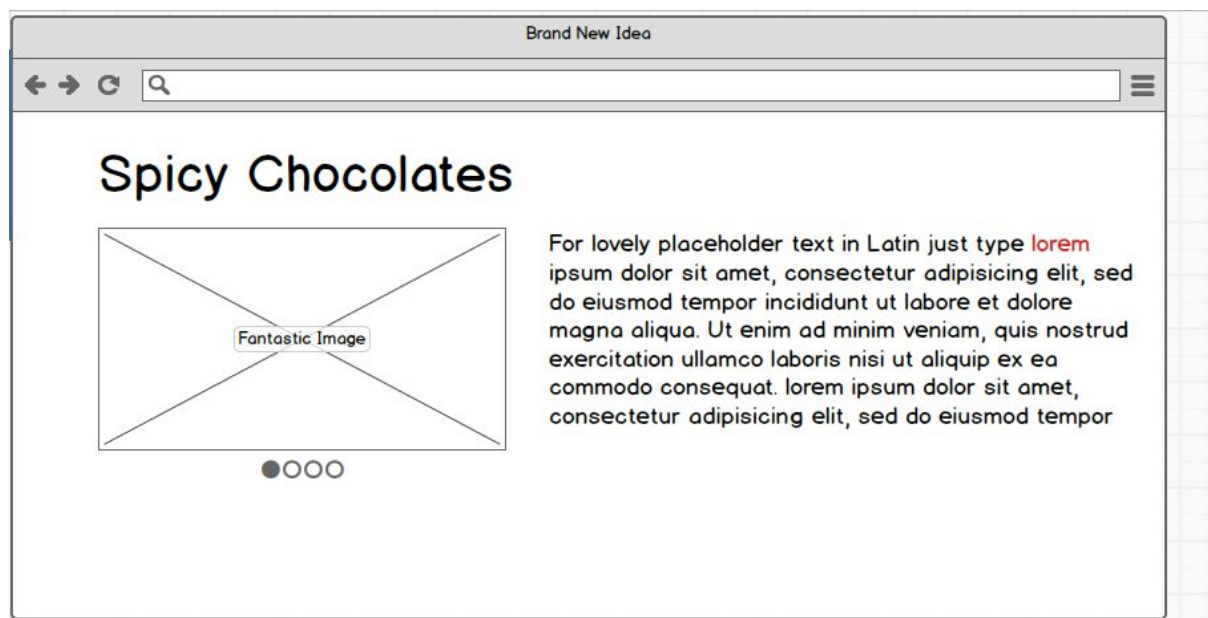 Brand New Idea
Spicy Chocolates
Fantastic Image
For lovely placeholder text in Latin just type lorem
ipsum dolor sit amet, consectetur adipisicing elit, sed
do eiusmod tempor incididunt ut labore et dolore
magna aliqua. Ut enim ad minim veniam, quis nostrud
exercitation ullamco laboris nisi ut aliquip ex ea
commodo consequat. lorem ipsum dolor sit amet,
consectetur adipisicing elit, sed do eiusmod tempor